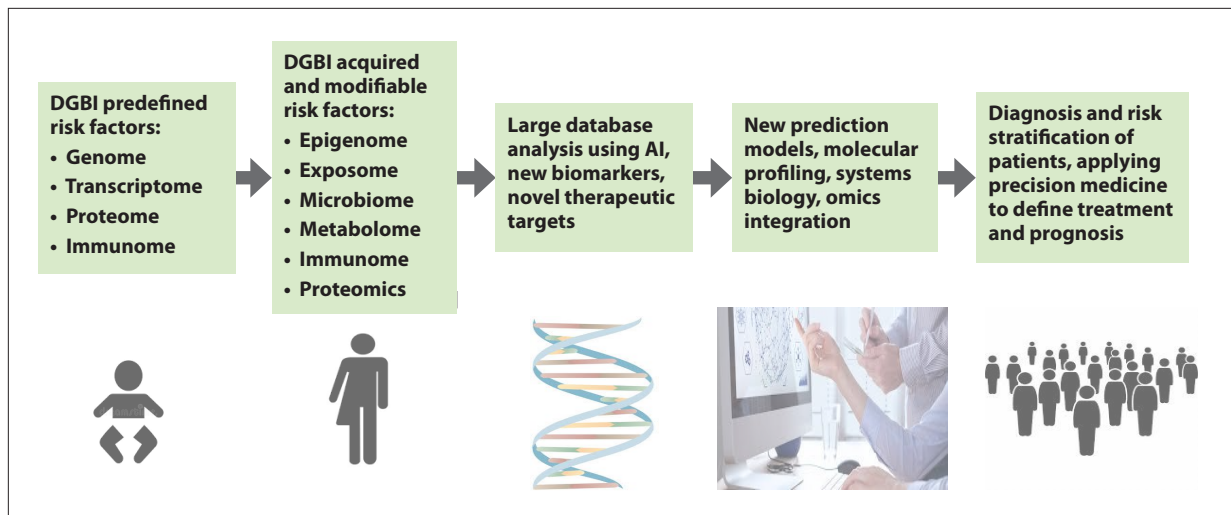 DGBI predefined
risk factors:
• Genome
• Transcriptome
• Proteome
• Immunome
DGBI acquired
and modifiable
risk factors:
• Epigenome
• Exposome
• Microbiome
• Metabolome
• Immunome
• Proteomics
Large database
analysis using AI,
new biomarkers,
novel therapeutic
targets
New prediction
models, molecular
profiling, systems
biology, omics
integration
Diagnosis and risk
stratification of
patients, applying
precision medicine
to define treatment
and prognosis